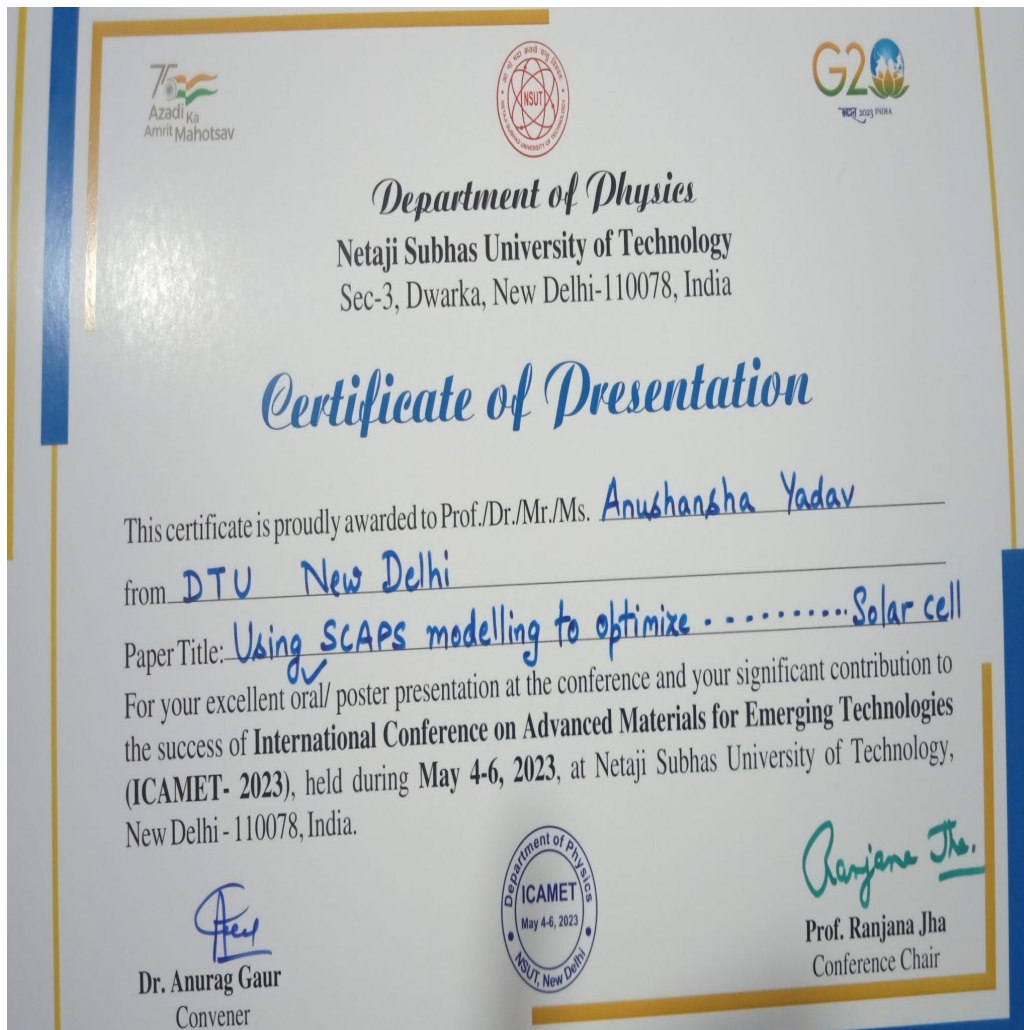 75
Azadi Ka
Amrit Mahotsav
NSUT
NETAJI SUBHAS UNIVERSITY OF TECHNOLOGY
G20
भारत 2023 INDIA
Department of Physics
Netaji Subhas University of Technology
Sec-3, Dwarka, New Delhi-110078, India
Certificate of Presentation
This certificate is proudly awarded to Prof./Dr./Mr./Ms. Anushansha Yadav
from DTU New Delhi
Paper Title: Using SCAPS modelling to optimize .......... Solar cell
For your excellent oral/ poster presentation at the conference and your significant contribution to
the success of International Conference on Advanced Materials for Emerging Technologies
(ICAMET- 2023), held during May 4-6, 2023, at Netaji Subhas University of Technology,
New Delhi - 110078, India.
Department of Physics
ICAMET
May 4-6, 2023
NSUT, New Delhi
Ranjana Jha.
Dr. Anurag Gaur
Convener
Prof. Ranjana Jha
Conference Chair